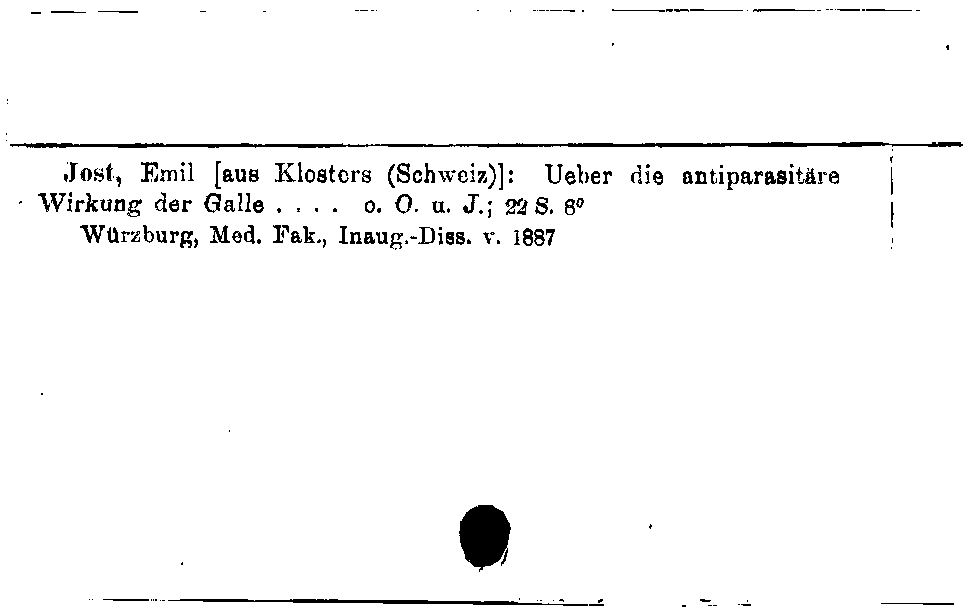 Jost, Emil [aus Klosters (Schweiz)]: Ueber die antiparasitäre
Wirkung der Galle . . . . o. O. u. J.; 22 S. 8°
Würzburg, Med. Fak., Inaug.-Diss. v. 1887